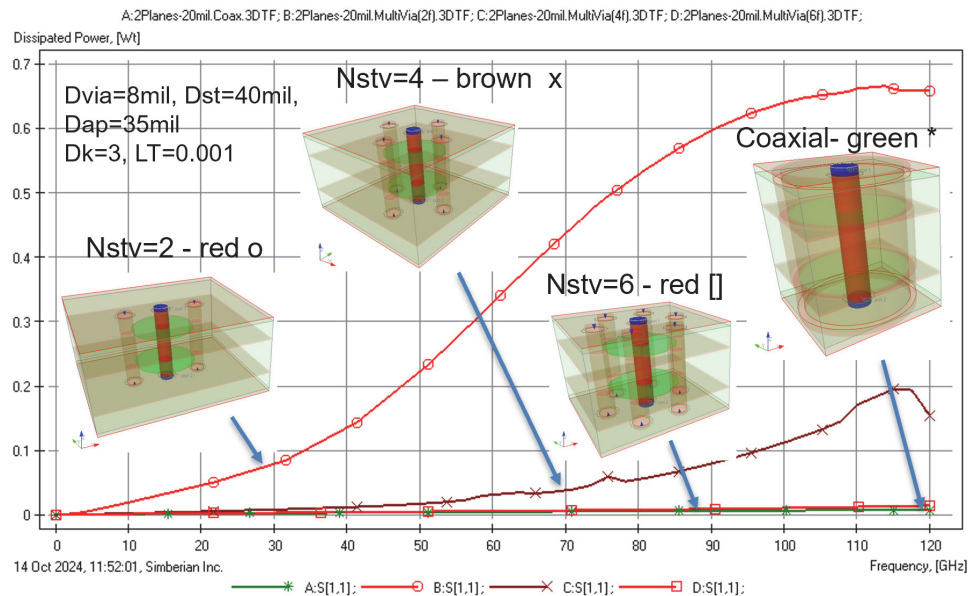 A:2Planes-20mil.Coax.3DTF; B:2Planes-20mil.MultiVia(2f).3DTF; C:2Planes-20mil.MultiVia(4f).3DTF; D:2Planes-20mil.MultiVia(6f).3DTF;
Dissipated Power, [Wt]
0.7
0.6
0.5
0.4
0.3
0.2
0.1
0
Dvia=8mil, Dst=40mil,
Dap=35mil
Dk=3, LT=0.001
Nstv=4 – brown x
Coaxial- green *
Nstv=2 - red o
Nstv=6 - red []
0 10 20 30 40 50 60 70 80 90 100 110 120
14 Oct 2024, 11:52:01, Simberian Inc.
Frequency, [GHz]
A:S[1,1]; B:S[1,1]; C:S[1,1]; D:S[1,1];